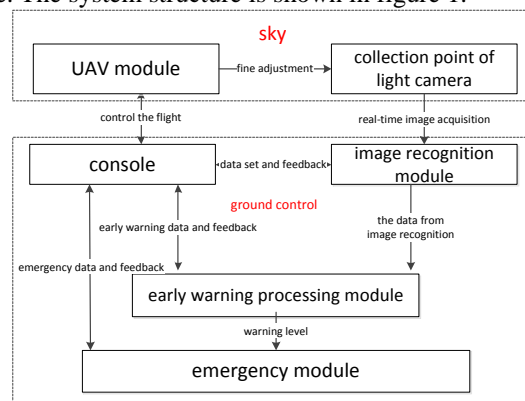 The system structure is shown in figure 1.
sky
UAV module
fine adjustment
collection point of
light camera
control the flight
real-time image acquisition
console
data set and feedback
image recognition
module
ground control
early warning data and feedback
the data from
image recognition
emergency data and feedback
early warning processing module
warning level
emergency module